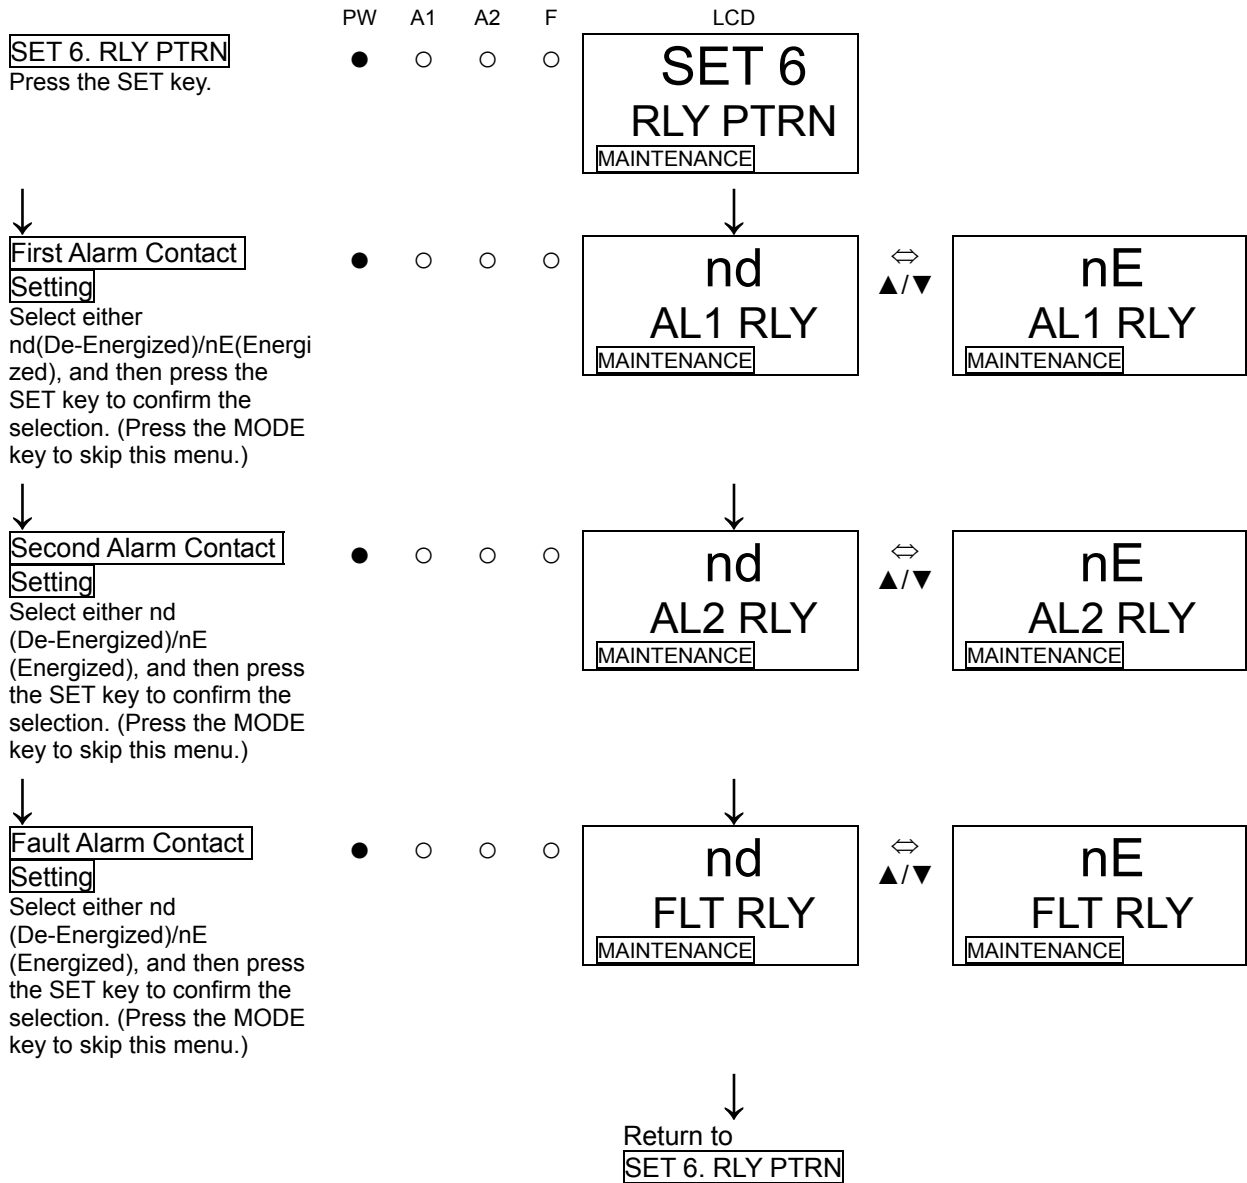 PW A1 A2 F LCD
SET 6. RLY PTRN
Press the SET key.
● ○ ○ ○
SET 6
RLY PTRN
MAINTENANCE
↓ ↓
First Alarm Contact
Setting
Select either
nd(De-Energized)/nE(Energi
zed), and then press the
SET key to confirm the
selection. (Press the MODE
key to skip this menu.)
● ○ ○ ○
nd
AL1 RLY
MAINTENANCE
⇔
▲/▼
nE
AL1 RLY
MAINTENANCE
↓ ↓
Second Alarm Contact
Setting
Select either nd
(De-Energized)/nE
(Energized), and then press
the SET key to confirm the
selection. (Press the MODE
key to skip this menu.)
● ○ ○ ○
nd
AL2 RLY
MAINTENANCE
⇔
▲/▼
nE
AL2 RLY
MAINTENANCE
↓ ↓
Fault Alarm Contact
Setting
Select either nd
(De-Energized)/nE
(Energized), and then press
the SET key to confirm the
selection. (Press the MODE
key to skip this menu.)
● ○ ○ ○
nd
FLT RLY
MAINTENANCE
⇔
▲/▼
nE
FLT RLY
MAINTENANCE
↓
Return to
SET 6. RLY PTRN